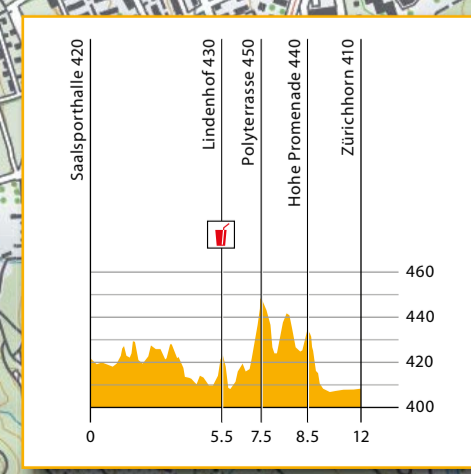 Saalsporthalle 420
Lindenhof 430
Polyterrasse 450
Hohe Promenade 440
Zürichhorn 410
460
440
420
400
0 5.5 7.5 8.5 12